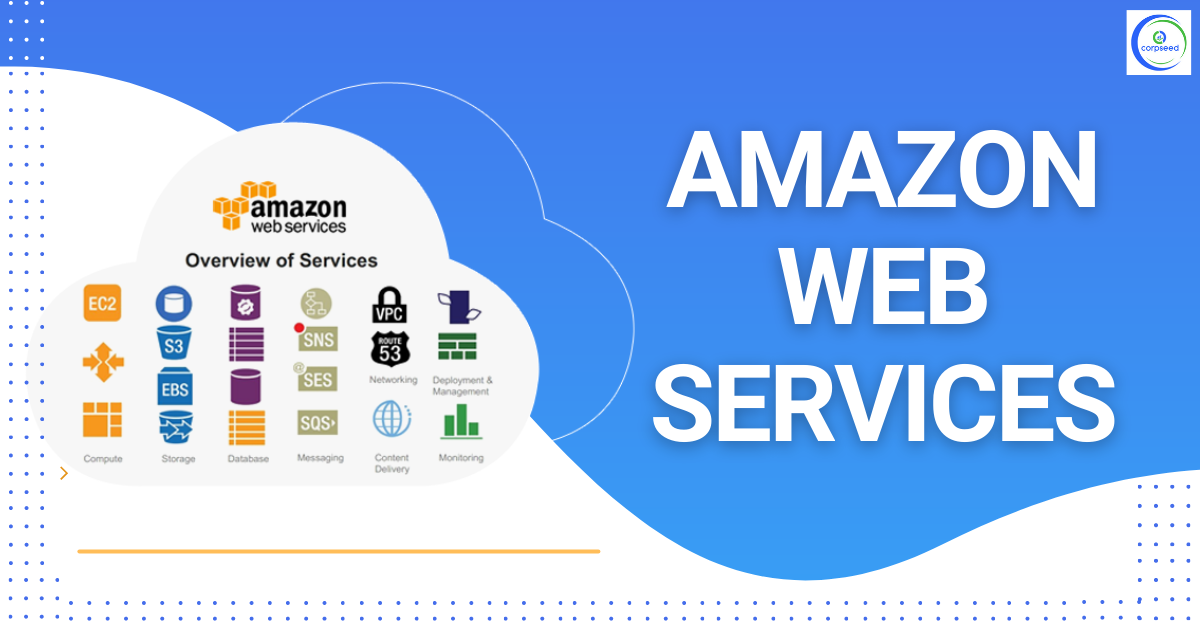 corpseed
AMAZON
WEB
SERVICES
amazon
web services
Overview of Services
EC2
S3
EBS
SNS
@
SES
SQS
VPC
ROUTE
53
Networking
Deployment &
Management
Compute
Storage
Database
Messaging
Content
Delivery
Monitoring